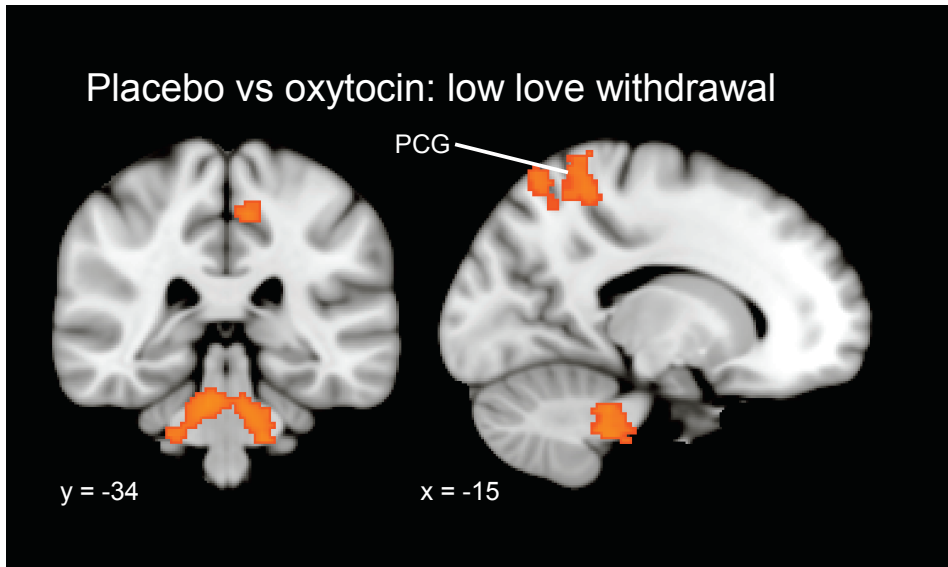 Placebo vs oxytocin: low love withdrawal
PCG
y = -34
x = -15